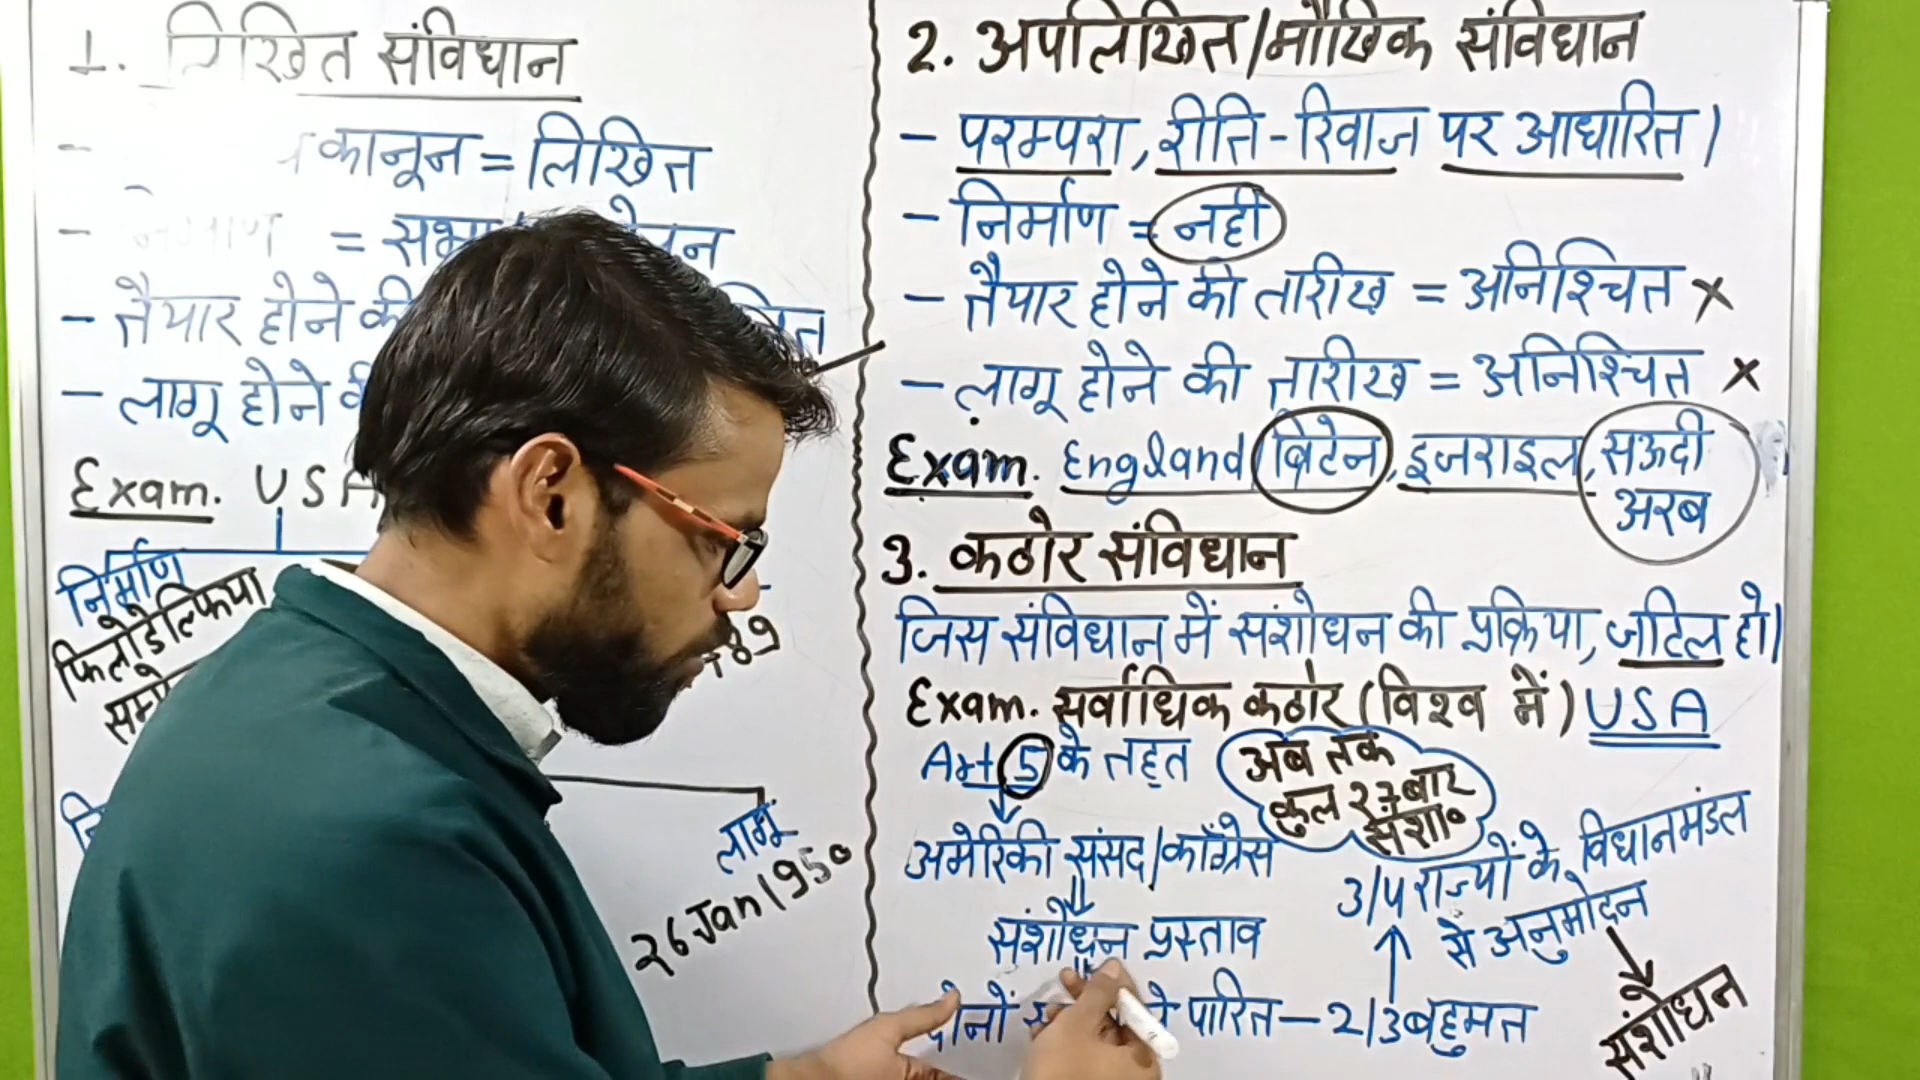 1. लिखित संविधान
कानून = लिखित
- निर्माण =
- तैयार होने की
- लागू होने
Exam. USA
निर्माण
फिलोडेल्फिया
लागू
26 Jan 1950
2. अपलिखित/मौखिक संविधान
- परम्परा, रीति-रिवाज पर आधारित।
- निर्माण = नही
- तैयार होने की तारीख = अनिश्चित ×
- लागू होने की तारीख = अनिश्चित ×
Exam. England ब्रिटेन, इजराइल, सऊदी
अरब
3. कठोर संविधान
जिस संविधान में संशोधन की प्रक्रिया, जटिल हो।
Exam. सर्वाधिक कठोर (विश्व में) USA
Art 5 के तहत
अब तक
कुल 27 बार
संशो०
अमेरिकी संसद/काँग्रेस
संशोधन प्रस्ताव
दोनों पारित - 2/3 बहुमत
3/4 राज्यों के विधानमंडल
से अनुमोदन
संशोधन